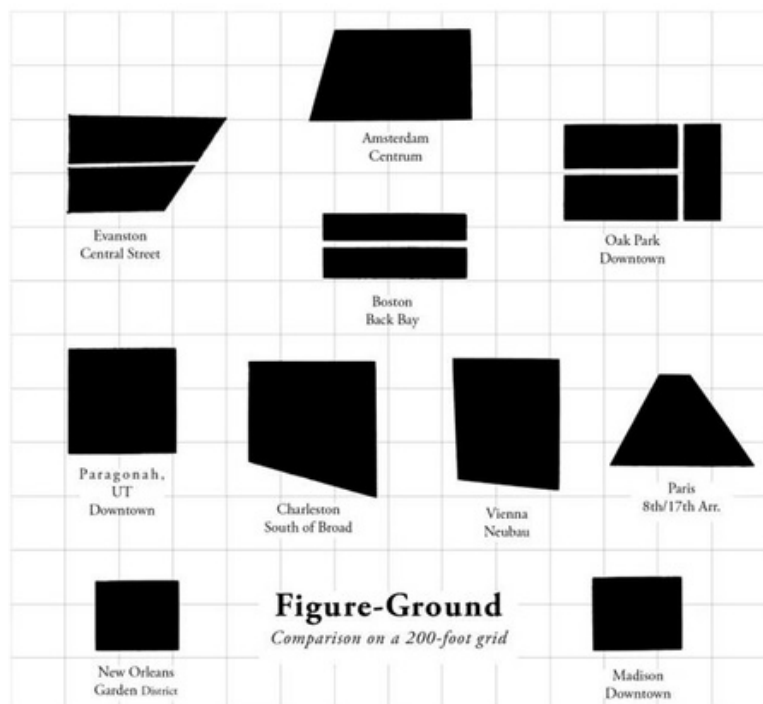 Amsterdam
Centrum
Evanston
Central Street
Oak Park
Downtown
Boston
Back Bay
Paragonah,
UT
Downtown
Charleston
South of Broad
Vienna
Neubau
Paris
8th/17th Arr.
Figure-Ground
Comparison on a 200-foot grid
New Orleans
Garden District
Madison
Downtown